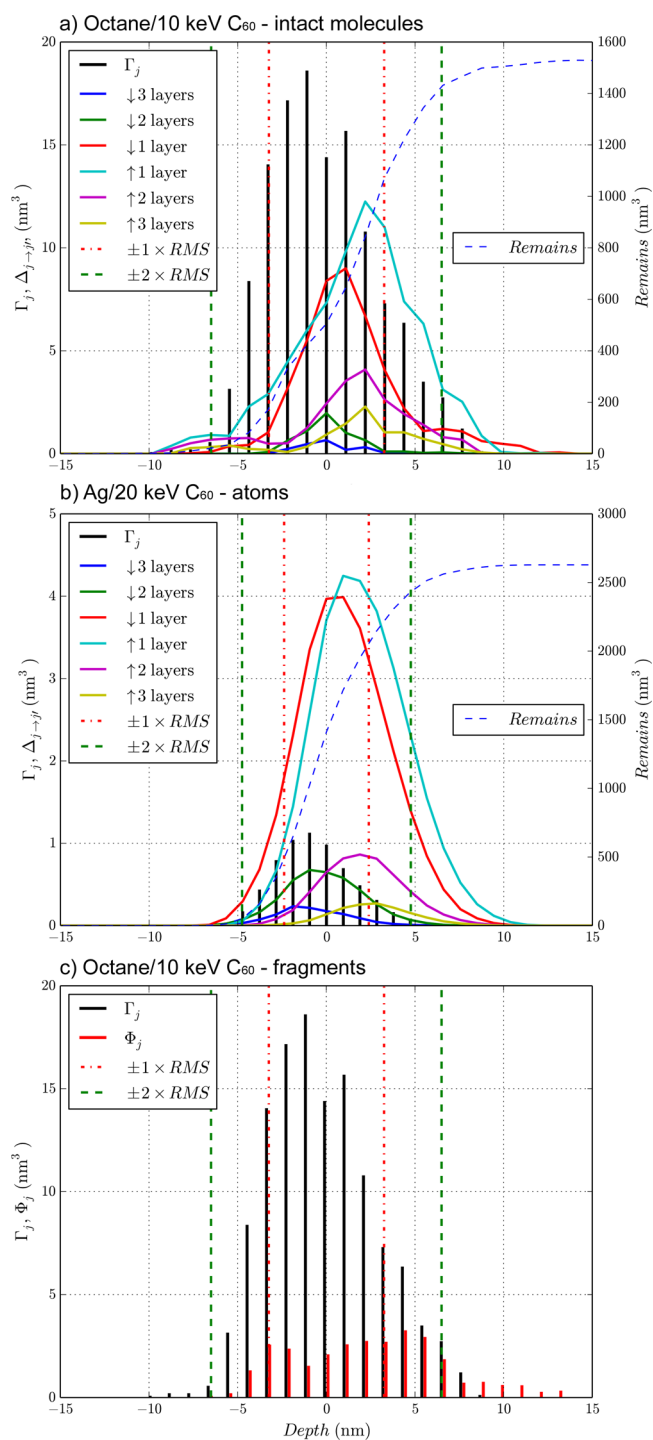 a) Octane/10 keV C₆₀ - intact molecules
20
15
10
5
0
Γj, Δj→j′ (nm³)
Γj
↓3 layers
↓2 layers
↓1 layer
↑1 layer
↑2 layers
↑3 layers
±1×RMS
±2×RMS
Remains
1600
1400
1200
1000
800
600
400
200
0
Remains (nm³)
−15 −10 −5 0 5 10 15
b) Ag/20 keV C₆₀ - atoms
5
4
3
2
1
0
Γj, Δj→j′ (nm³)
Γj
↓3 layers
↓2 layers
↓1 layer
↑1 layer
↑2 layers
↑3 layers
±1×RMS
±2×RMS
Remains
3000
2500
2000
1500
1000
500
0
Remains (nm³)
−15 −10 −5 0 5 10 15
c) Octane/10 keV C₆₀ - fragments
20
15
10
5
0
Γj, Φj (nm³)
Γj
Φj
±1×RMS
±2×RMS
−15 −10 −5 0 5 10 15
Depth (nm)